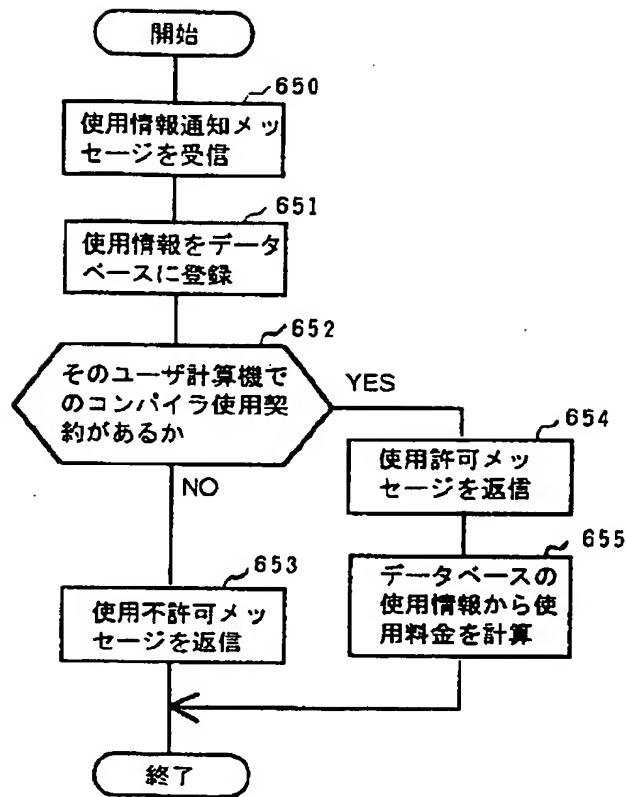 開始
650
使用情報通知メッ
セージを受信
651
使用情報をデータ
ベースに登録
652
そのユーザ計算機で
のコンパイラ使用契
約があるか
YES
NO
654
使用許可メッ
セージを返信
655
データベースの
使用情報から使
用料金を計算
653
使用不許可メッ
セージを返信
終了